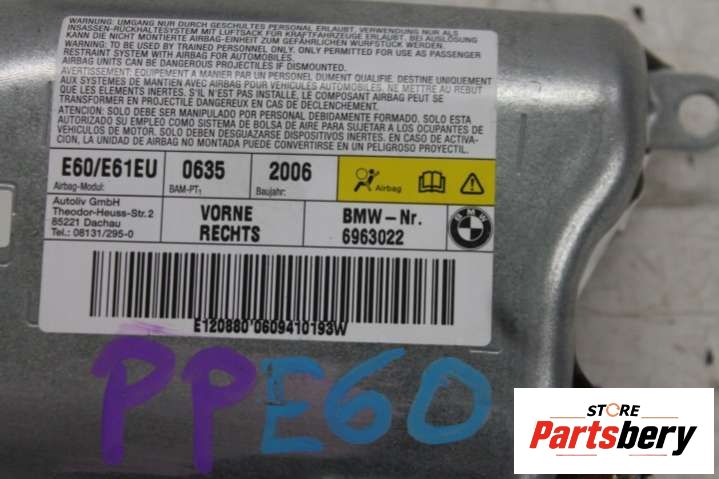 WARNUNG: UMGANG NUR DURCH GESCHULTES PERSONAL ERLAUBT, VERWENDUNG NUR ALS
INSASSEN-RÜCKHALTESYSTEM MIT LUFTSACK FÜR KRAFTFAHRZEUGE ERLAUBT. BEIM ZÜNDEN
KANN DIE NICHT MONTIERTE AIRBAG-EINHEIT ZUM GEFÄHRLICHEN WURFSTÜCK WERDEN.
WARNING: TO BE USED BY TRAINED PERSONNEL ONLY. ONLY PERMITTED FOR USE AS PASSENGER
RESTRAINT SYSTEM WITH AIRBAG FOR AUTOMOBILES.
AIRBAG UNITS CAN BE DANGEROUS PROJECTILES IF DISMOUNTED.
AVERTISSEMENT: EQUIPEMENT A MANIER PAR UN PERSONEL DUMENT QUALIFIE. DESTINE UNIQUEMENT
AUX SYSTEMES DE MANTIEN AVEC AIRBAG POUR VEHICULES AUTOMOBILES. NE METTRE AU REBUT
QUE LES ELEMENTS INERTES. S'IL N'EST PAS INSTALLE, LE COMPOSANT AIRBAG PEUT SE
TRANSFORMER EN PROJECTILE DANGEREUX EN CAS DE DECLENCHEMENT.
ATENCION: SOLO DEBE SER MANIPULADO POR PERSONAL DEBIDAMENTE FORMADO. SOLO ESTA
AUTORIZADO SU EMPLEO COMO SISTEMA DE BOLSA DE AIRE PARA SUJETAR A LOS OCUPANTES DE
VEHICULOS DE MOTOR. SOLO DEBEN DESGUAZARSE DISPOSITIVOS INERTES. EN CASO DE ACTIVA-
CION, LA UNIDAD DE AIRBAG NO MONTADA PUEDE CONVERTIRSE EN UN PELIGROSO PROYECTIL.
E60/E61EU 0635 2006
Airbag-Modul: BAM-PT1 Baujahr: Airbag
Autoliv GmbH
Theodor-Heuss-Str.2
85221 Dachau
Tel.: 08131/295-0
VORNE
RECHTS
BMW-Nr.
6963022
BMW
E120880'0609410193W
PPE60
STORE
Partsbery